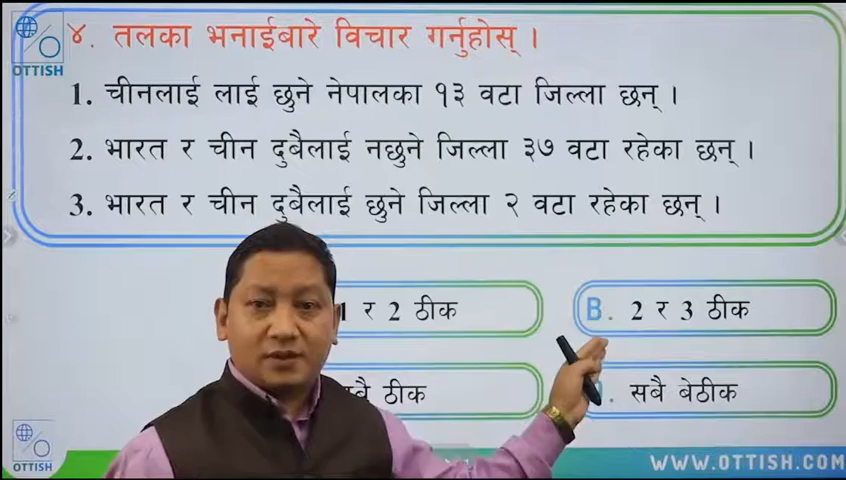 OTTISH
४. तलका भनाईबारे विचार गर्नुहोस् ।
1. चीनलाई लाई छुने नेपालका १३ वटा जिल्ला छन् ।
2. भारत र चीन दुबैलाई नछुने जिल्ला ३७ वटा रहेका छन् ।
3. भारत र चीन दुबैलाई छुने जिल्ला २ वटा रहेका छन् ।
1 र 2 ठीक
B. 2 र 3 ठीक
ठीक
सबै बेठीक
OTTISH
WWW.OTTISH.COM